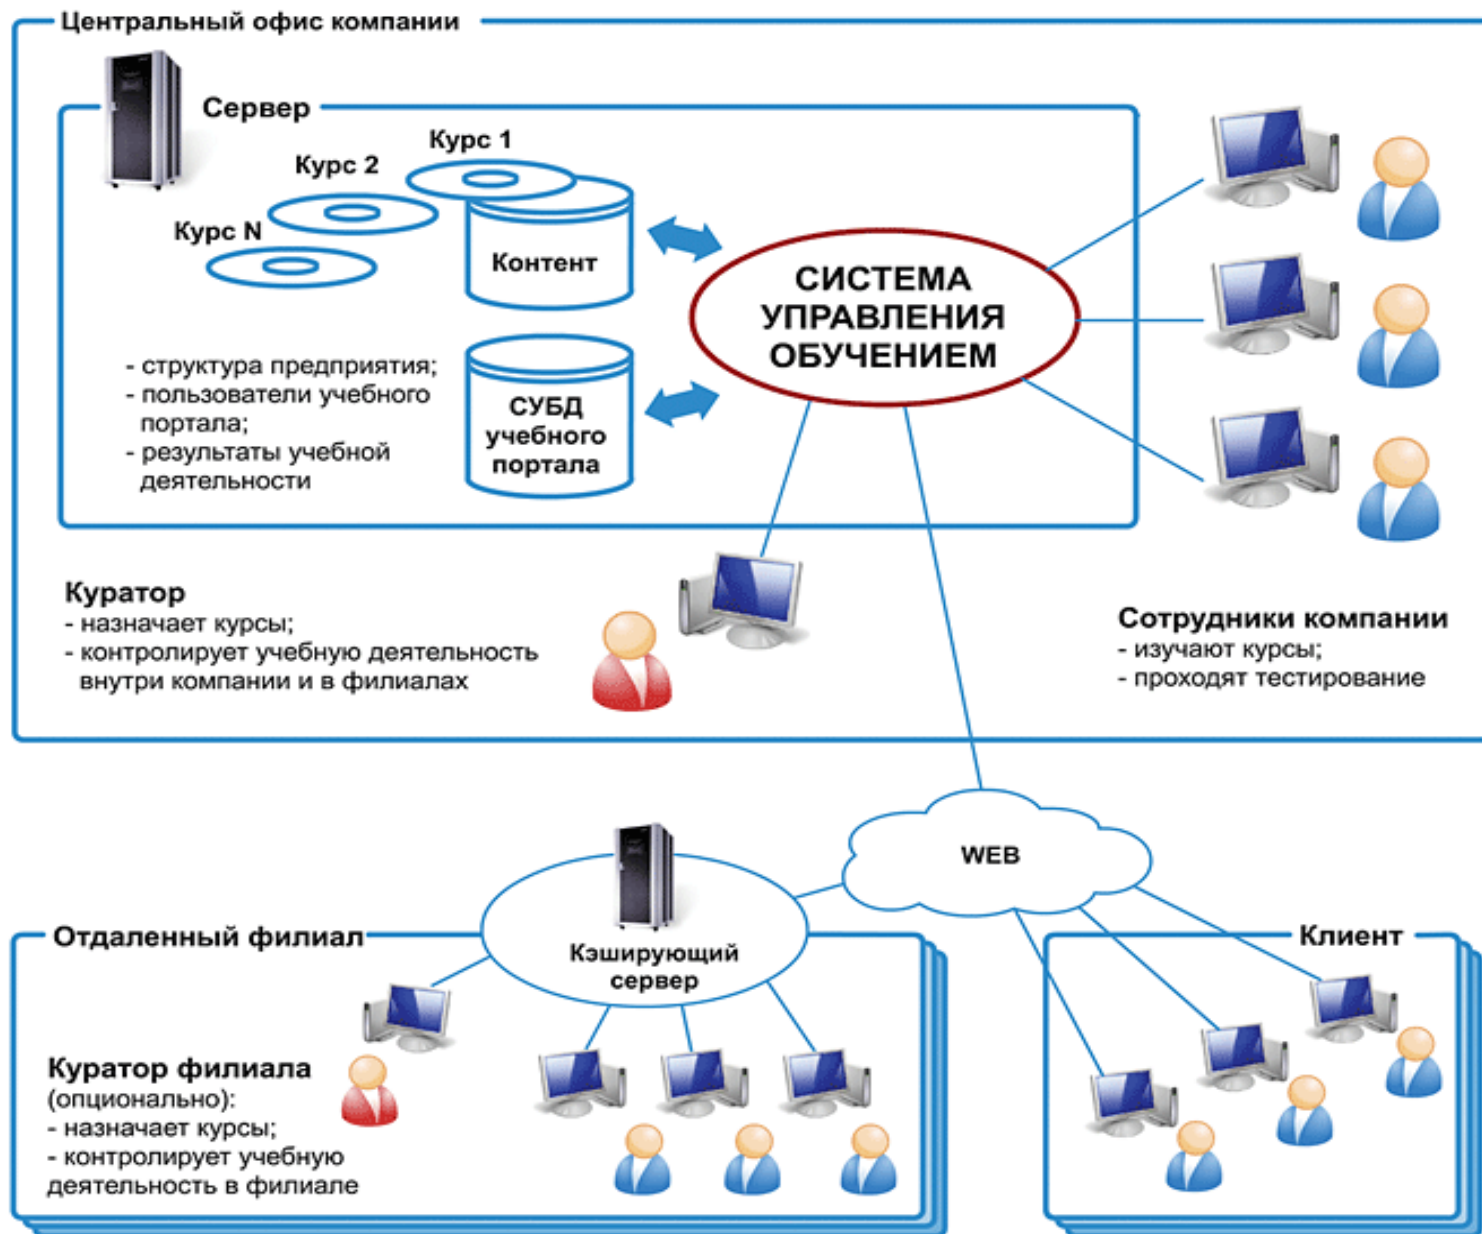 Центральный офис компании
Сервер
Курс 1
Курс 2
Курс N
Контент
СИСТЕМА
УПРАВЛЕНИЯ
ОБУЧЕНИЕМ
- структура предприятия;
- пользователи учебного
портала;
- результаты учебной
деятельности
СУБД
учебного
портала
Куратор
- назначает курсы;
- контролирует учебную деятельность
внутри компании и в филиалах
Сотрудники компании
- изучают курсы;
- проходят тестирование
WEB
Отдаленный филиал
Кэширующий
сервер
Клиент
Куратор филиала
(опционально):
- назначает курсы;
- контролирует учебную
деятельность в филиале